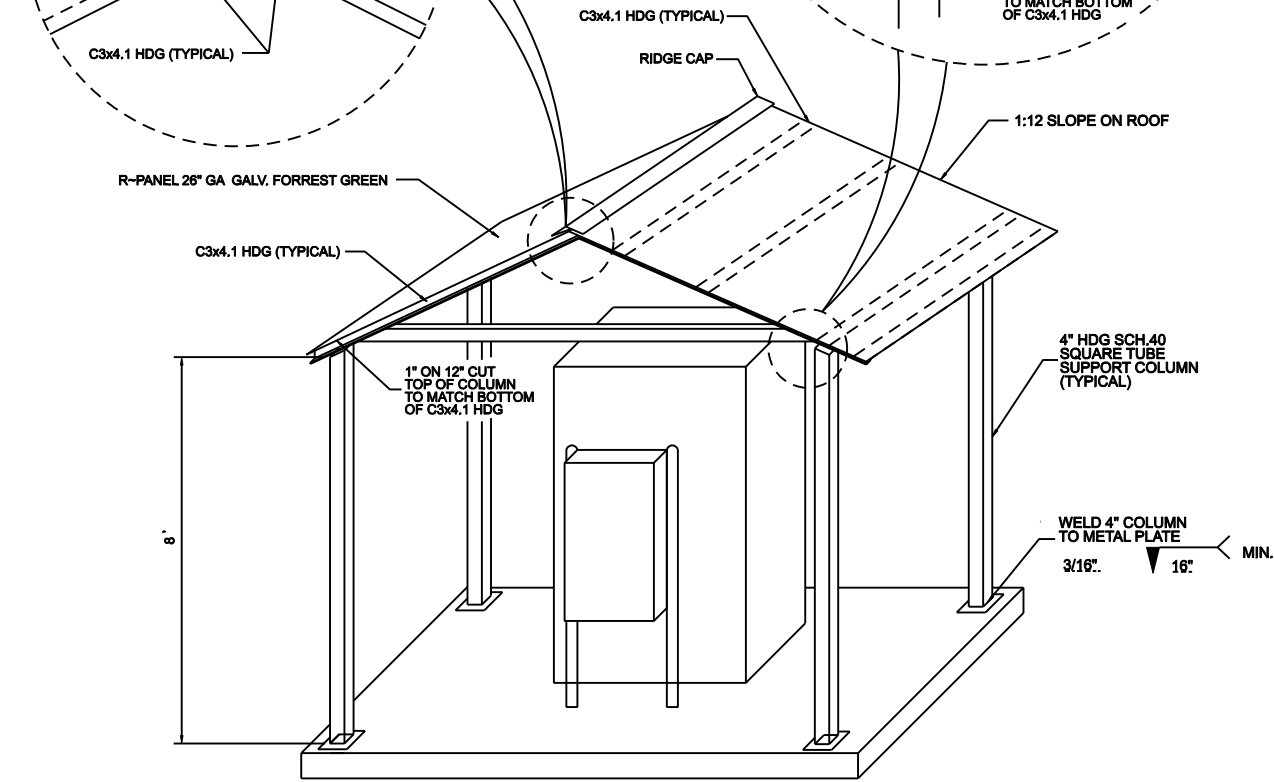 C3x4.1 HDG (TYPICAL)
TO MATCH BOTTOM
OF C3x4.1 HDG
C3x4.1 HDG (TYPICAL)
RIDGE CAP
1:12 SLOPE ON ROOF
R~PANEL 26" GA GALV. FORREST GREEN
C3x4.1 HDG (TYPICAL)
4" HDG SCH.40
SQUARE TUBE
SUPPORT COLUMN
(TYPICAL)
1" ON 12" CUT
TOP OF COLUMN
TO MATCH BOTTOM
OF C3x4.1 HDG
8'
WELD 4" COLUMN
TO METAL PLATE
3/16"
16"
MIN.